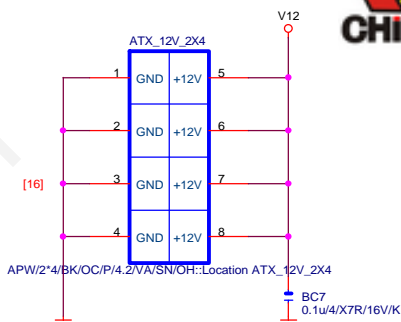 V12
CHi
ATX_12V_2X4
1 GND +12V 5
2 GND +12V 6
[16] 3 GND +12V 7
4 GND +12V 8
APW/2*4/BK/OC/P/4.2/VA/SN/OH::Location ATX_12V_2X4
BC7
0.1u/4/X7R/16V/K